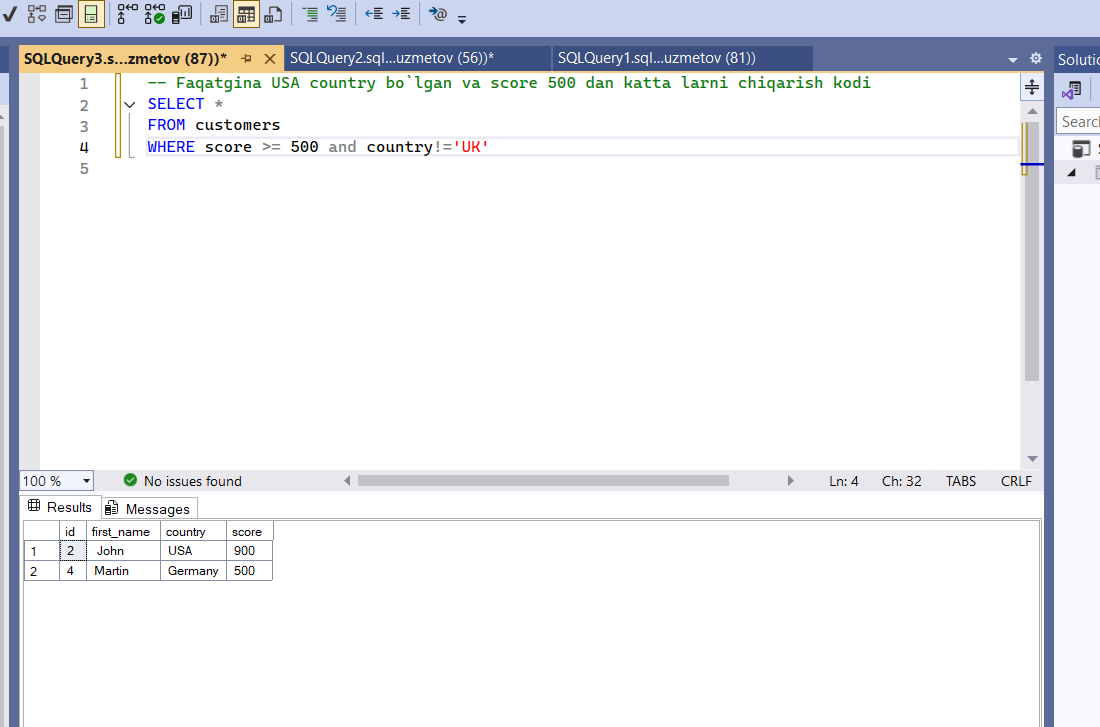 SQLQuery3.s...zmetov (87))*
SQLQuery2.sql...uzmetov (56))*
SQLQuery1.sql...uzmetov (81))
Soluti
1 -- Faqatgina USA country bo`lgan va score 500 dan katta larni chiqarish kodi
2 SELECT *
3 FROM customers
4 WHERE score >= 500 and country!='UK'
5
Searc
100 %
No issues found
Ln: 4
Ch: 32
TABS
CRLF
Results
Messages
id first_name country score
1 2 John USA 900
2 4 Martin Germany 500